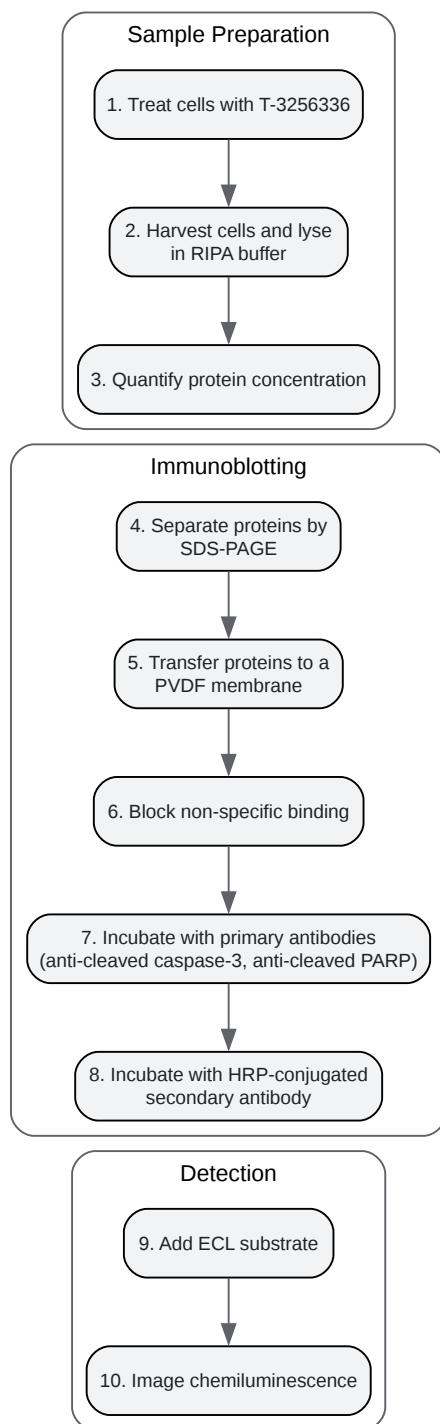 Sample Preparation
1. Treat cells with T-3256336
2. Harvest cells and lyse
in RIPA buffer
3. Quantify protein concentration
Immunoblotting
4. Separate proteins by
SDS-PAGE
5. Transfer proteins to a
PVDF membrane
6. Block non-specific binding
7. Incubate with primary antibodies
(anti-cleaved caspase-3, anti-cleaved PARP)
8. Incubate with HRP-conjugated
secondary antibody
Detection
9. Add ECL substrate
10. Image chemiluminescence